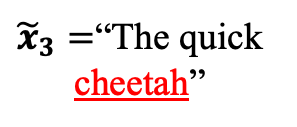 x̃₃ =“The quick
cheetah”